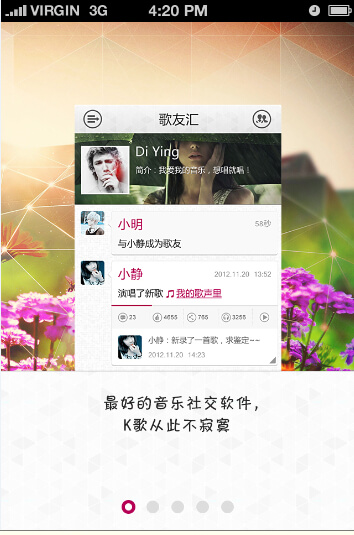 VIRGIN 3G 4:20 PM
歌友汇
Di Ying
简介:我爱我的音乐,想唱就唱!
小明 58秒
与小静成为歌友
小静 2012.11.20 13:52
演唱了新歌 我的歌声里
23 4655 765 3255
小静:新录了一首歌,求鉴定~~
2012.11.20 14:23
最好的音乐社交软件,
K歌从此不寂寞